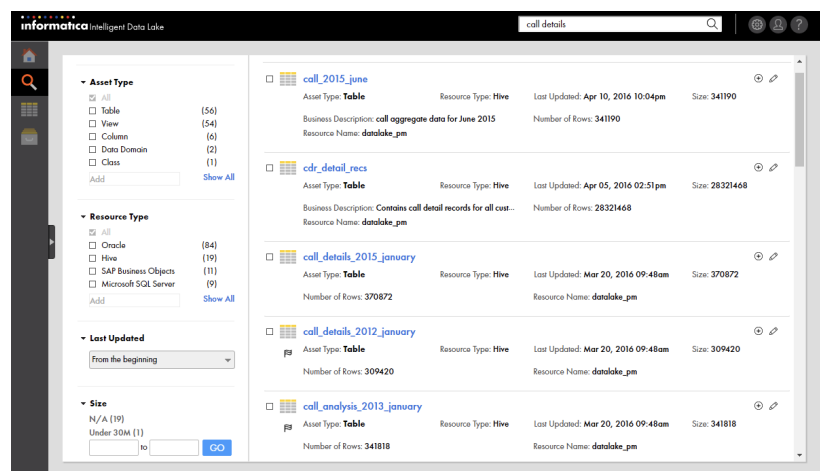 informatica Intelligent Data Lake
call details
?
Asset Type
All
Table (56)
View (54)
Column (6)
Data Domain (2)
Class (1)
Add Show All
Resource Type
All
Oracle (84)
Hive (19)
SAP Business Objects (11)
Microsoft SQL Server (9)
Add Show All
Last Updated
From the beginning
Size
N/A (19)
Under 30M (1)
to GO
call_2015_june
Asset Type: Table Resource Type: Hive Last Updated: Apr 10, 2016 10:04pm Size: 341190
Business Description: call aggregate data for June 2015 Number of Rows: 341190
Resource Name: datalake_pm
cdr_detail_recs
Asset Type: Table Resource Type: Hive Last Updated: Apr 05, 2016 02:51pm Size: 28321468
Business Description: Contains call detail records for all cust... Number of Rows: 28321468
Resource Name: datalake_pm
call_details_2015_january
Asset Type: Table Resource Type: Hive Last Updated: Mar 20, 2016 09:48am Size: 370872
Number of Rows: 370872 Resource Name: datalake_pm
call_details_2012_january
Asset Type: Table Resource Type: Hive Last Updated: Mar 20, 2016 09:48am Size: 309420
Number of Rows: 309420 Resource Name: datalake_pm
call_analysis_2013_january
Asset Type: Table Resource Type: Hive Last Updated: Mar 20, 2016 09:48am Size: 341818
Number of Rows: 341818 Resource Name: datalake_pm